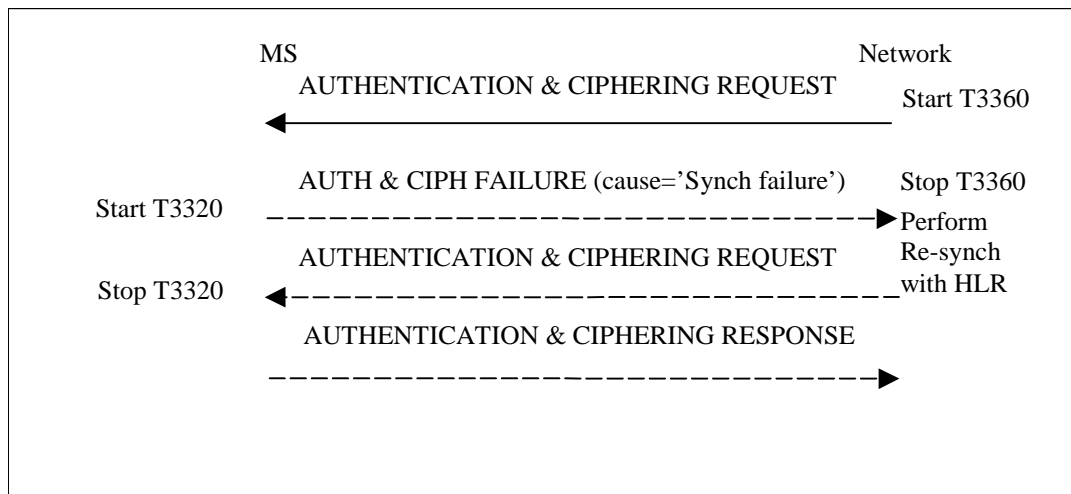 MS
Network
AUTHENTICATION & CIPHERING REQUEST
Start T3360
AUTH & CIPH FAILURE (cause=’Synch failure’)
Stop T3360
Start T3320
Perform
Re-synch
with HLR
AUTHENTICATION & CIPHERING REQUEST
Stop T3320
AUTHENTICATION & CIPHERING RESPONSE